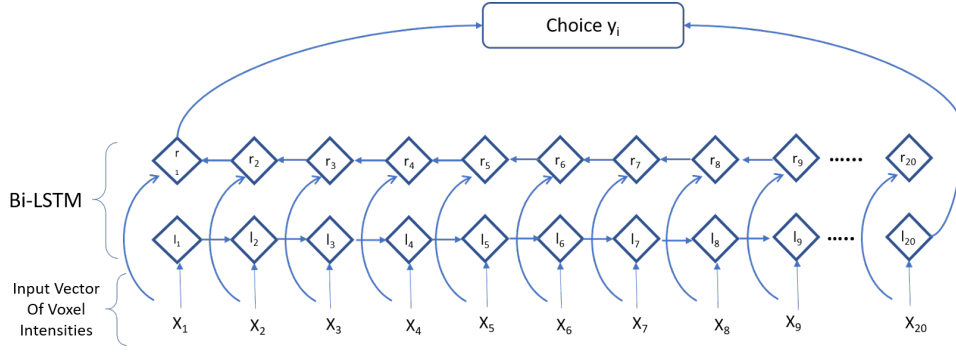 Choice yᵢ
r₁ r₂ r₃ r₄ r₅ r₆ r₇ r₈ r₉ ...... r₂₀
Bi-LSTM
l₁ l₂ l₃ l₄ l₅ l₆ l₇ l₈ l₉ ..... l₂₀
Input Vector
Of Voxel
Intensities
X₁ X₂ X₃ X₄ X₅ X₆ X₇ X₈ X₉ X₂₀